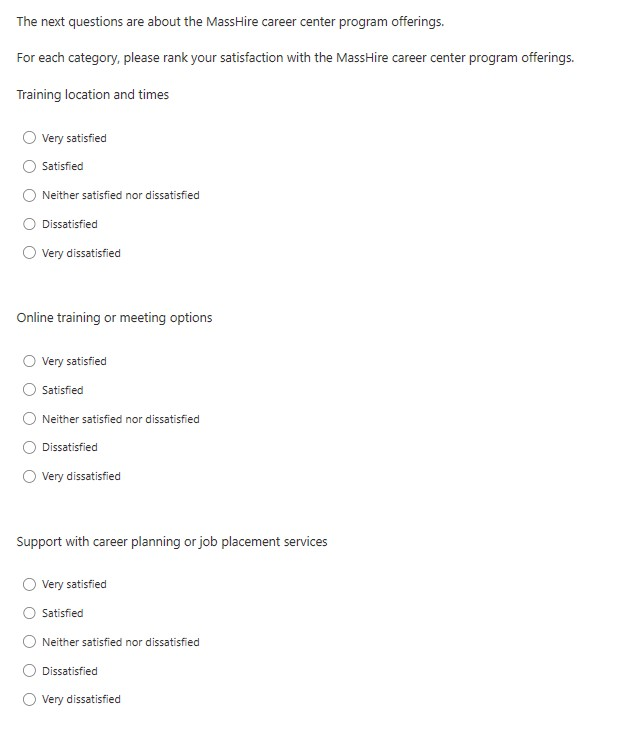 The next questions are about the MassHire career center program offerings.
For each category, please rank your satisfaction with the MassHire career center program offerings.
Training location and times
Very satisfied
Satisfied
Neither satisfied nor dissatisfied
Dissatisfied
Very dissatisfied
Online training or meeting options
Very satisfied
Satisfied
Neither satisfied nor dissatisfied
Dissatisfied
Very dissatisfied
Support with career planning or job placement services
Very satisfied
Satisfied
Neither satisfied nor dissatisfied
Dissatisfied
Very dissatisfied